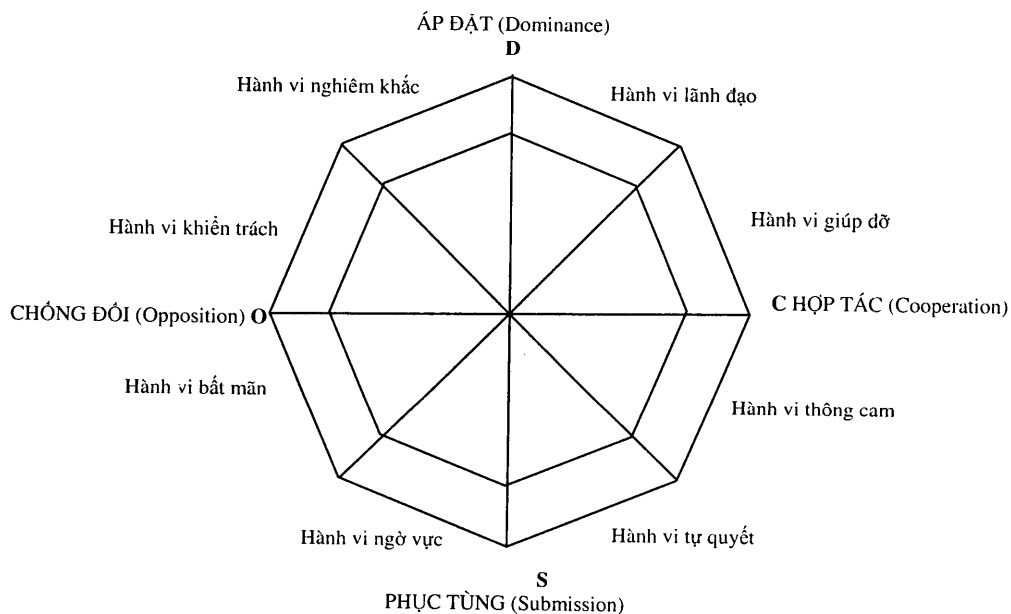 ÁP ĐẶT (Dominance)
D
Hành vi nghiêm khắc
Hành vi lãnh đạo
Hành vi khiển trách
Hành vi giúp đỡ
CHỐNG ĐỐI (Opposition) O
C HỢP TÁC (Cooperation)
Hành vi bất mãn
Hành vi thông cam
Hành vi ngờ vực
Hành vi tự quyết
S
PHỤC TÙNG (Submission)